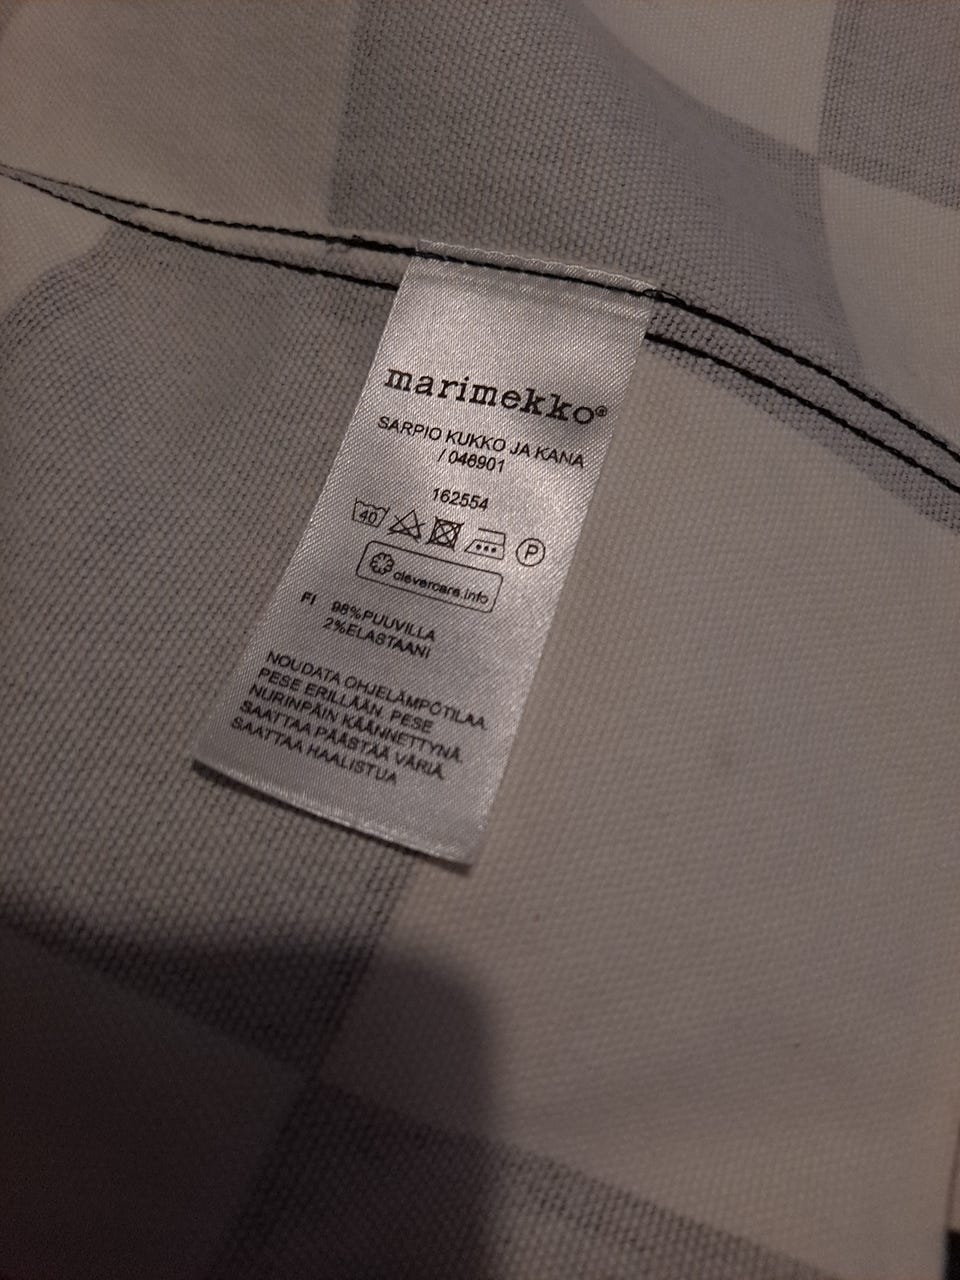 marimekko®
SARPIO KUKKO JA KANA
/ 046901
162554
40 P
clevercare.info
FI 98%PUUVILLA
2%ELASTAANI
NOUDATA OHJELÄMPÖTILAA.
PESE ERILLÄÄN. PESE
NURINPÄIN KÄÄNNETTYNÄ.
SAATTAA PÄÄSTÄÄ VÄRIÄ.
SAATTAA HAALISTUA